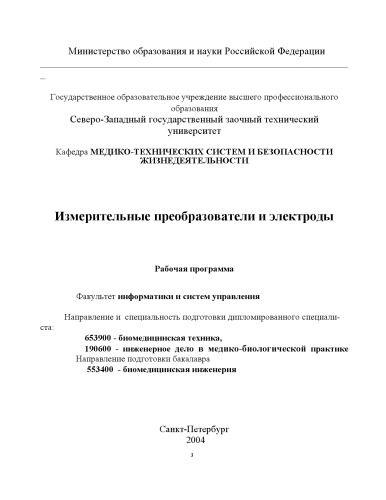 Министерство образования и науки Российской Федерации
Государственное образовательное учреждение высшего профессионального
образования
Северо-Западный государственный заочный технический
университет
Кафедра МЕДИКО-ТЕХНИЧЕСКИХ СИСТЕМ И БЕЗОПАСНОСТИ
ЖИЗНЕДЕЯТЕЛЬНОСТИ
Измерительные преобразователи и электроды
Рабочая программа
Факультет информатики и систем управления
Направление и специальность подготовки дипломированного специали-
ста:
653900 - биомедицинская техника,
190600 - инженерное дело в медико-биологической практике
Направление подготовки бакалавра
553400 - биомедицинская инженерия
Санкт-Петербург
2004